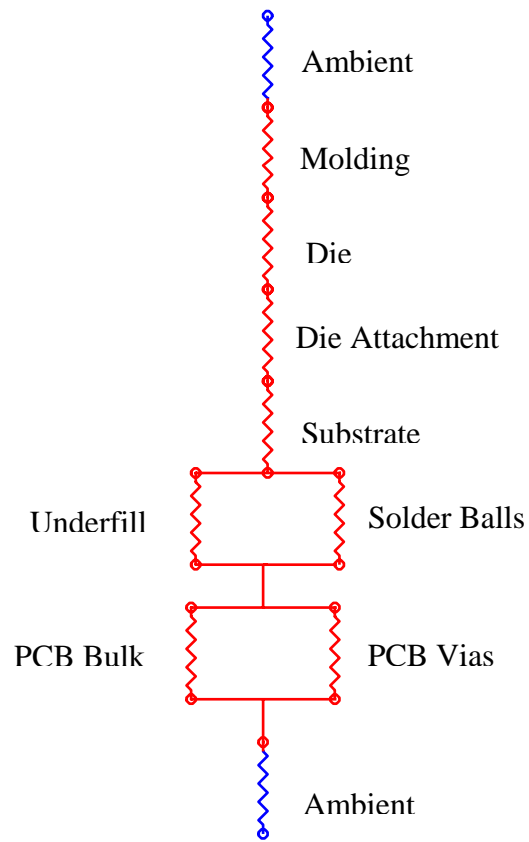 Ambient
Molding
Die
Die Attachment
Substrate
Underfill
Solder Balls
PCB Bulk
PCB Vias
Ambient